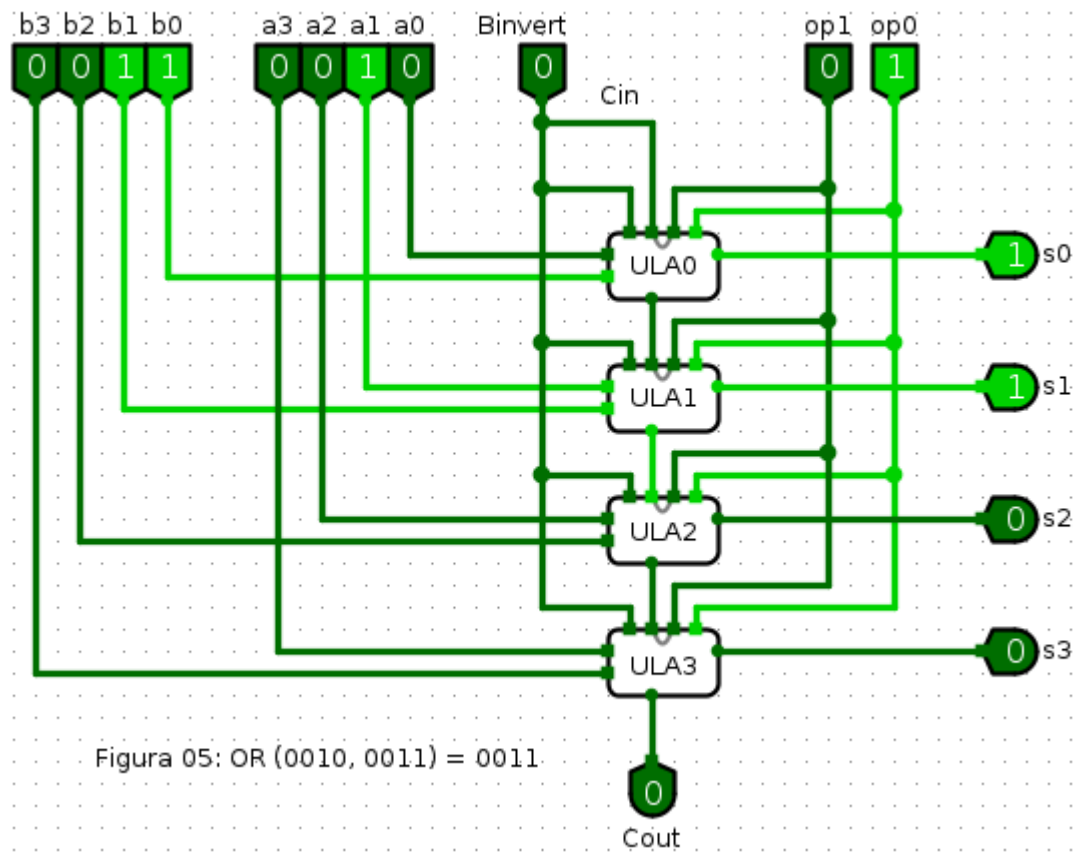 b3 b2 b1 b0 a3 a2 a1 a0 Binvert op1 op0
0 0 1 1 0 0 1 0 0 0 1
Cin
ULA0 1 s0
ULA1 1 s1
ULA2 0 s2
ULA3 0 s3
Figura 05: OR (0010, 0011) = 0011
0
Cout